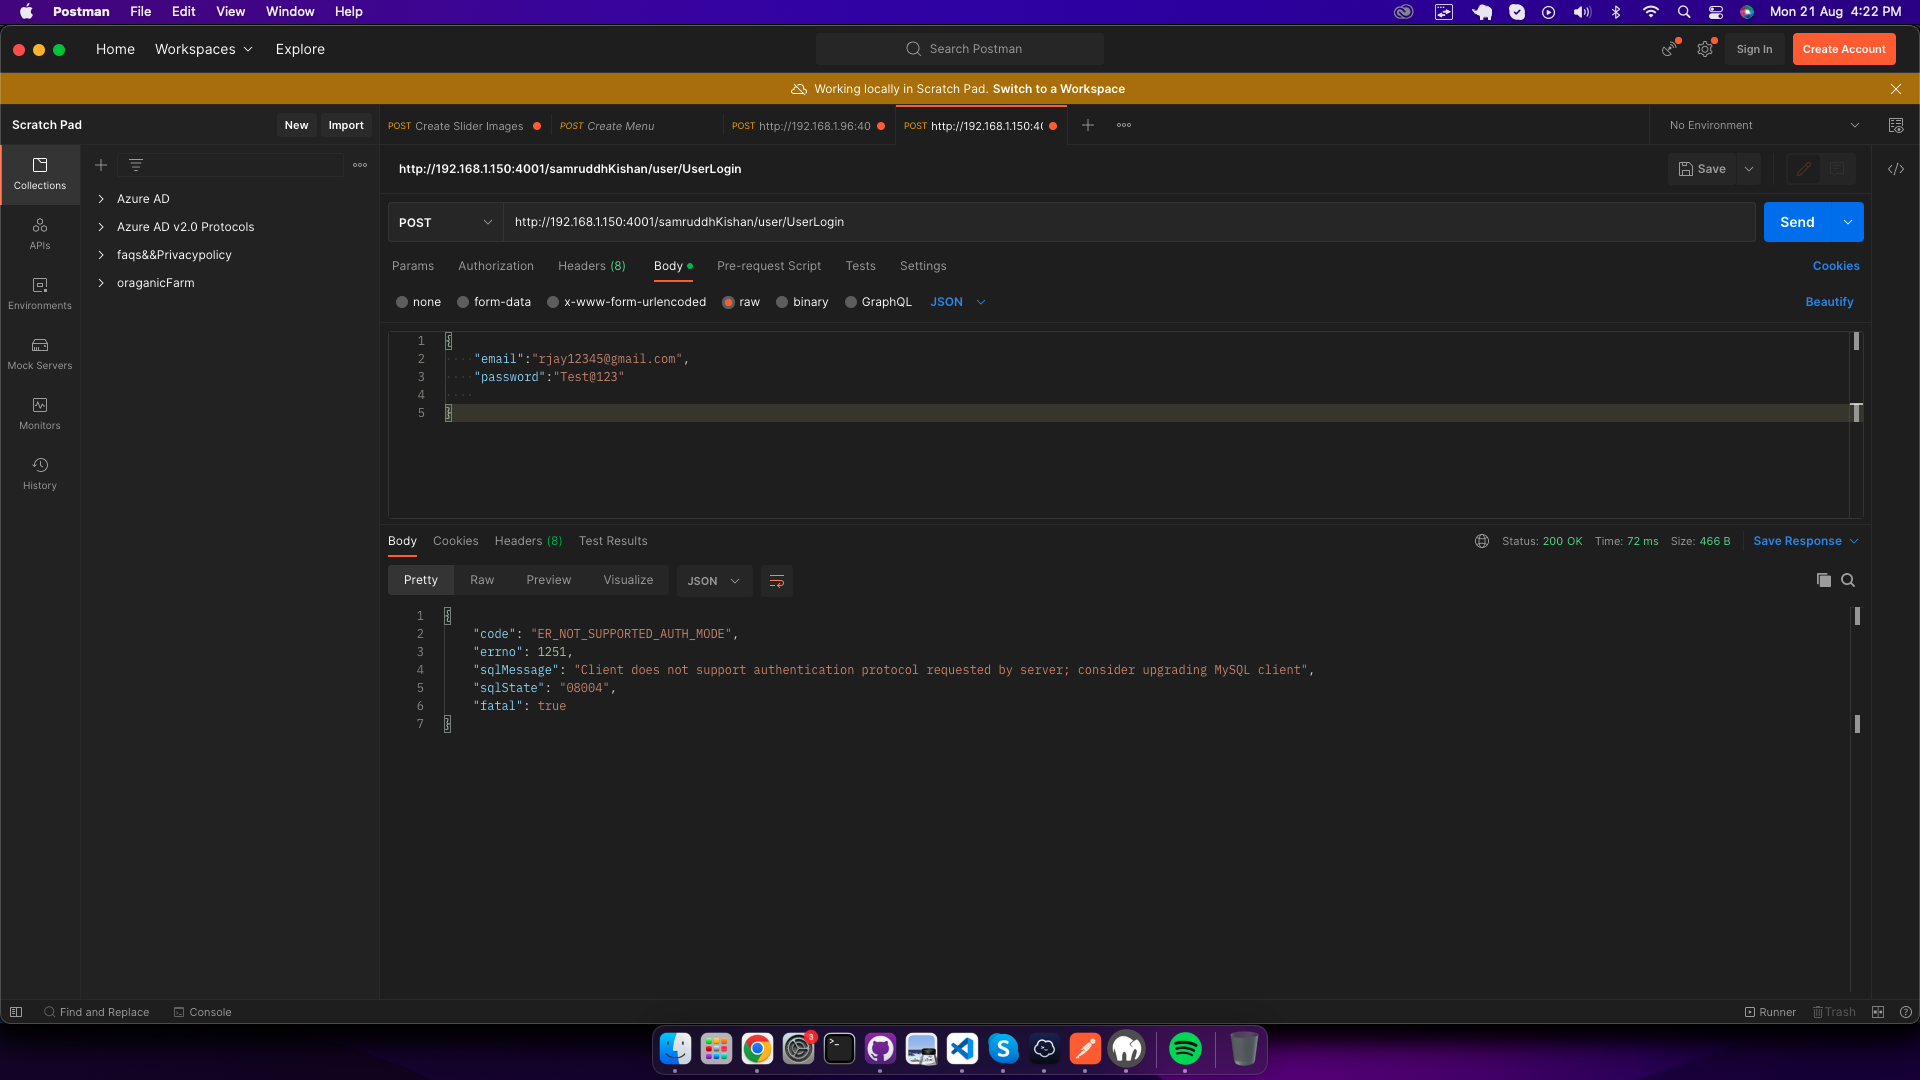 Postman File Edit View Window Help
Mon 21 Aug 4:22 PM
Home Workspaces Explore
Search Postman
Sign In
Create Account
Working locally in Scratch Pad. Switch to a Workspace
Scratch Pad
New
Import
POST Create Slider Images
POST Create Menu
POST http://192.168.1.96:40
POST http://192.168.1.150:4(
No Environment
Collections
APIs
Environments
Mock Servers
Monitors
History
Azure AD
Azure AD v2.0 Protocols
faqs&&Privacypolicy
oraganicFarm
http://192.168.1.150:4001/samruddhKishan/user/UserLogin
Save
POST
http://192.168.1.150:4001/samruddhKishan/user/UserLogin
Send
Params Authorization Headers (8) Body Pre-request Script Tests Settings
Cookies
none form-data x-www-form-urlencoded raw binary GraphQL JSON
Beautify
1 {
2 "email":"rjay12345@gmail.com",
3 "password":"Test@123"
4
5 }
Body Cookies Headers (8) Test Results
Status: 200 OK Time: 72 ms Size: 466 B
Save Response
Pretty Raw Preview Visualize JSON
1 {
2 "code": "ER_NOT_SUPPORTED_AUTH_MODE",
3 "errno": 1251,
4 "sqlMessage": "Client does not support authentication protocol requested by server; consider upgrading MySQL client",
5 "sqlState": "08004",
6 "fatal": true
7 }
Find and Replace
Console
Runner
Trash
3